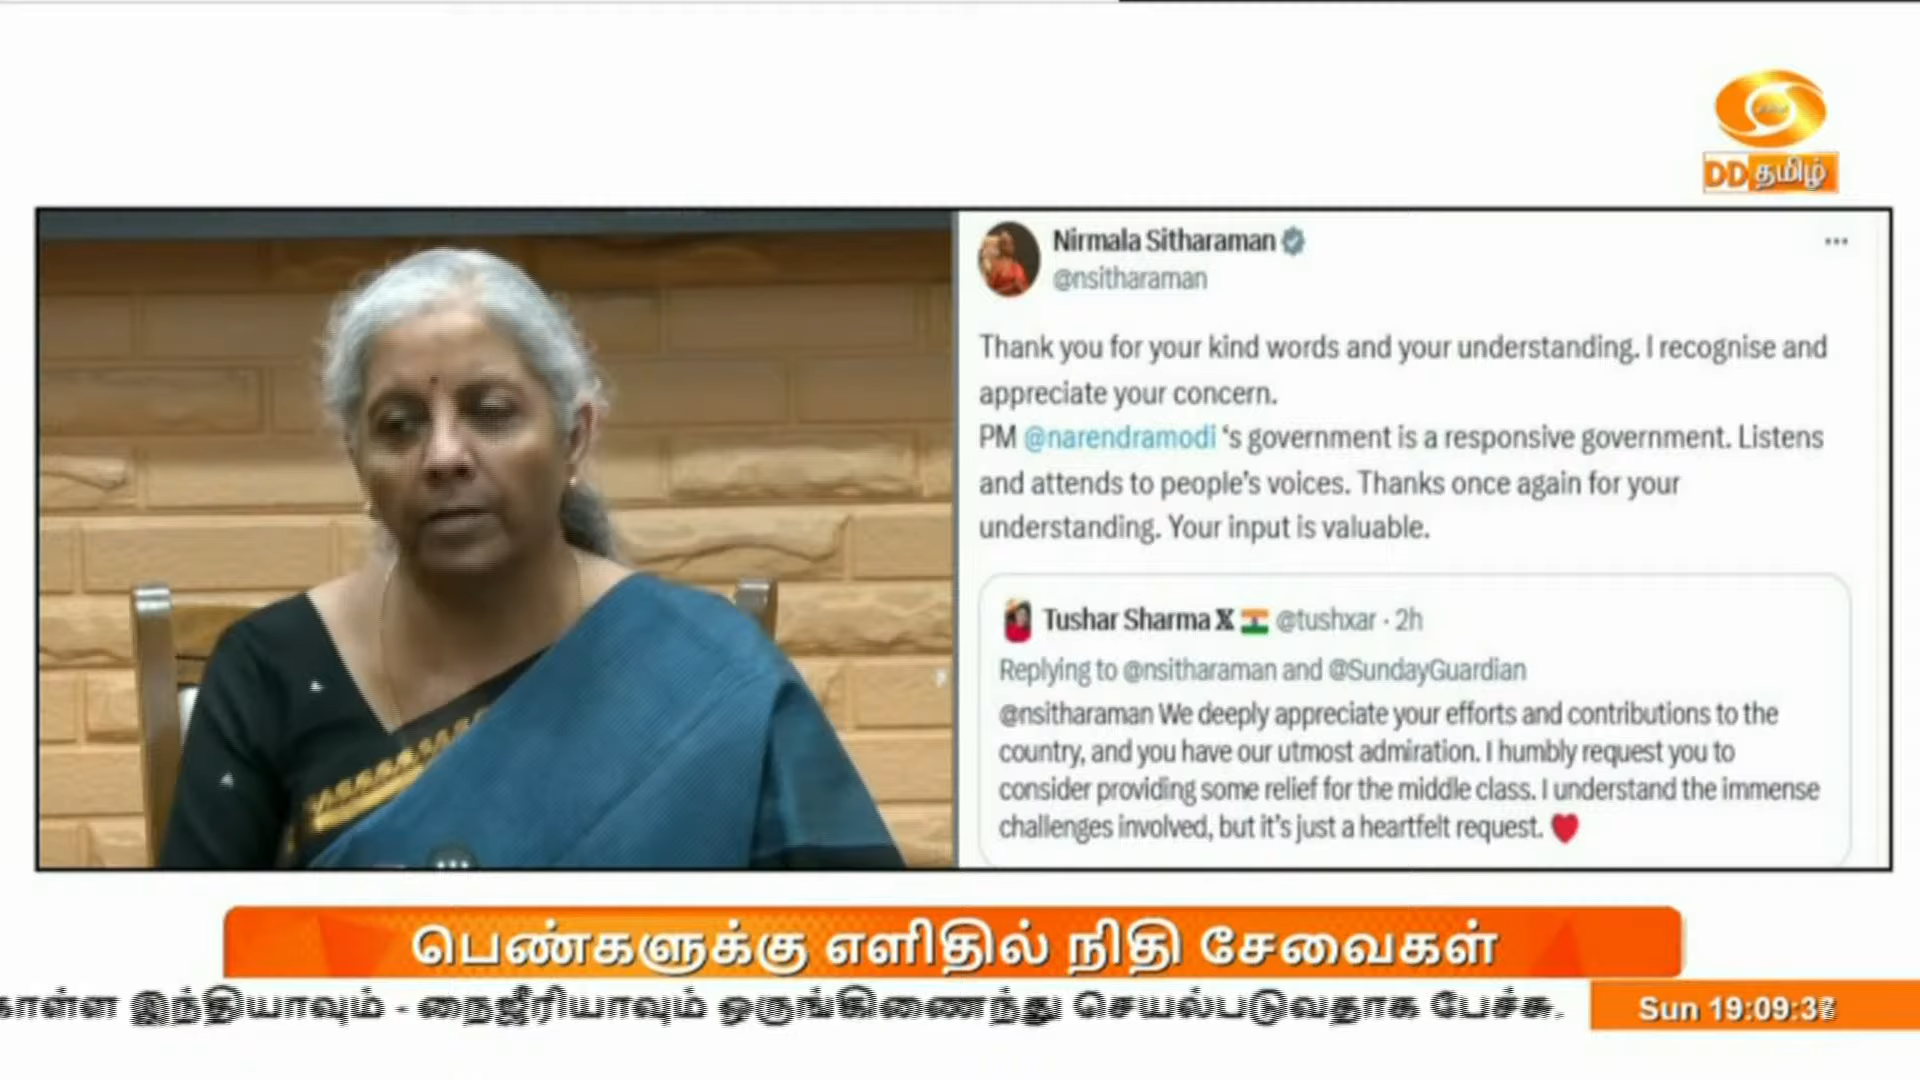 DD தமிழ்
Nirmala Sitharaman
@nsitharaman
Thank you for your kind words and your understanding. I recognise and
appreciate your concern.
PM @narendramodi ‘s government is a responsive government. Listens
and attends to people's voices. Thanks once again for your
understanding. Your input is valuable.
Tushar Sharma X 🇮🇳 @tushxar · 2h
Replying to @nsitharaman and @SundayGuardian
@nsitharaman We deeply appreciate your efforts and contributions to the
country, and you have our utmost admiration. I humbly request you to
consider providing some relief for the middle class. I understand the immense
challenges involved, but it's just a heartfelt request. ❤️
பெண்களுக்கு எளிதில் நிதி சேவைகள்
இந்தியாவும் - நைஜீரியாவும் ஒருங்கிணைந்து செயல்படுவதாக பேச்சு.
Sun 19:09